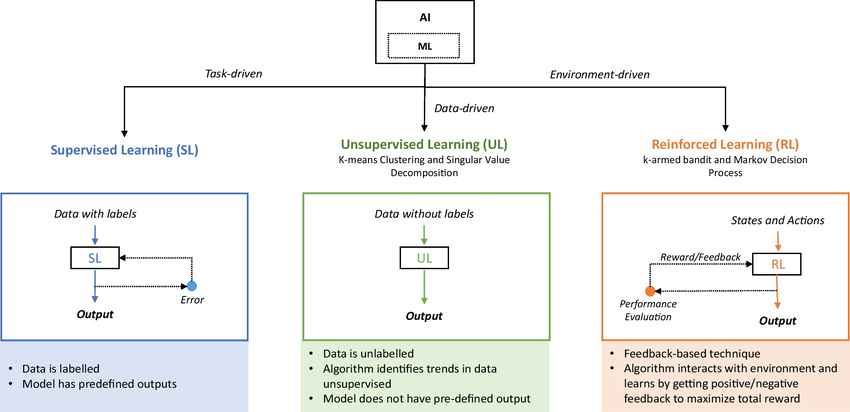 AI
ML
Task-driven
Environment-driven
Data-driven
Supervised Learning (SL)
Unsupervised Learning (UL)
K-means Clustering and Singular Value
Decomposition
Reinforced Learning (RL)
k-armed bandit and Markov Decision
Process
Data with labels
SL
Error
Output
Data without labels
UL
Output
States and Actions
Reward/Feedback
RL
Performance
Evaluation
Output
• Data is labelled
• Model has predefined outputs
• Data is unlabelled
• Algorithm identifies trends in data
unsupervised
• Model does not have pre-defined output
• Feedback-based technique
• Algorithm interacts with environment and
learns by getting positive/negative
feedback to maximize total reward